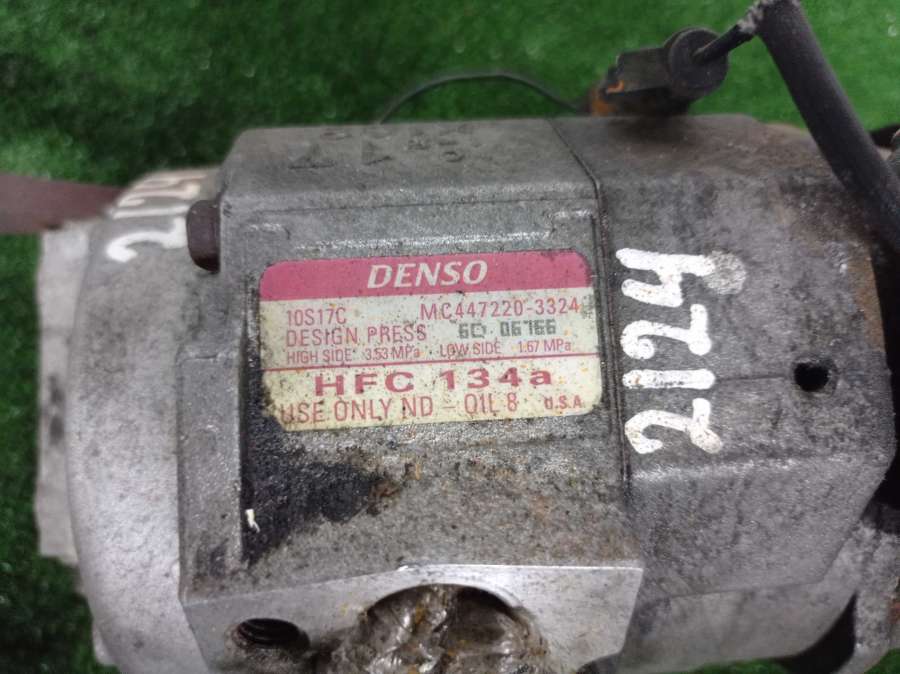 DENSO
10S17C MC447220-3324
DESIGN PRESS 6D 06766
HIGH SIDE 3.53 MPa LOW SIDE 1.67 MPa
HFC 134a
USE ONLY ND-OIL 8 U.S.A
2124